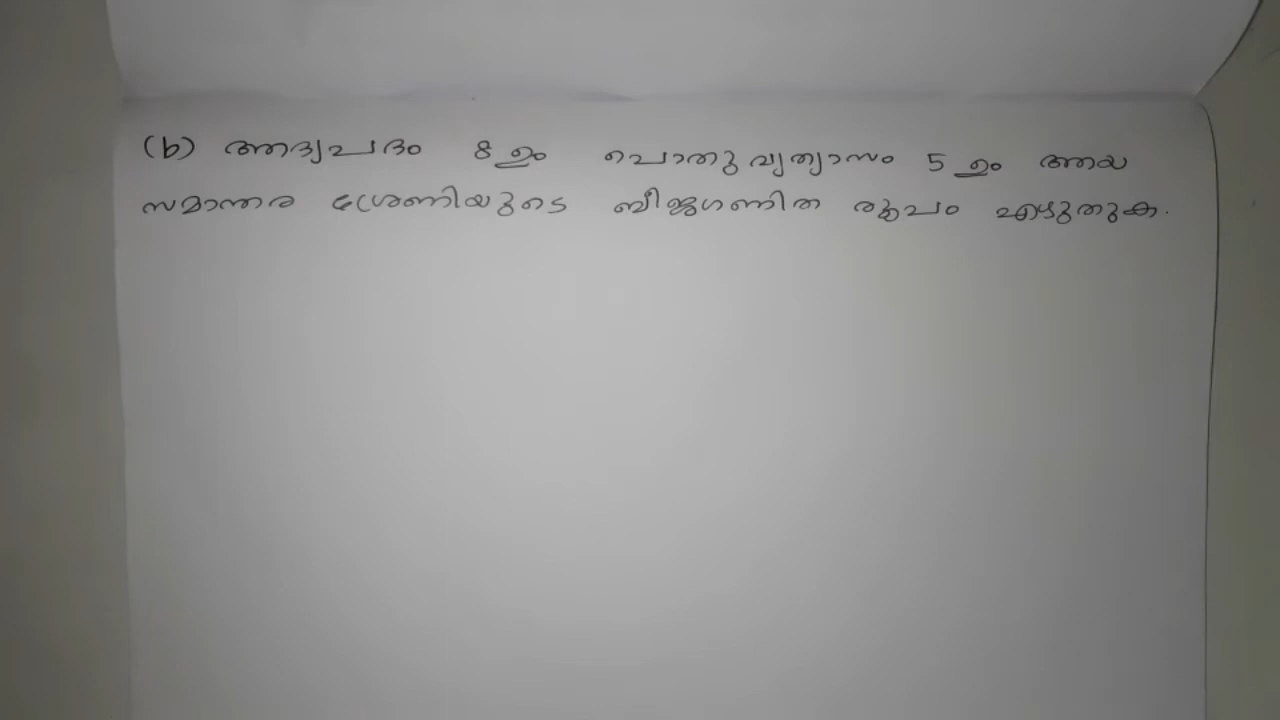 (b) ആദ്യപദം 8 ഉം പൊതുവ്യത്യാസം 5 ഉം ആയ
സമാന്തര ശ്രേണിയുടെ ബീജഗണിത രൂപം എഴുതുക.